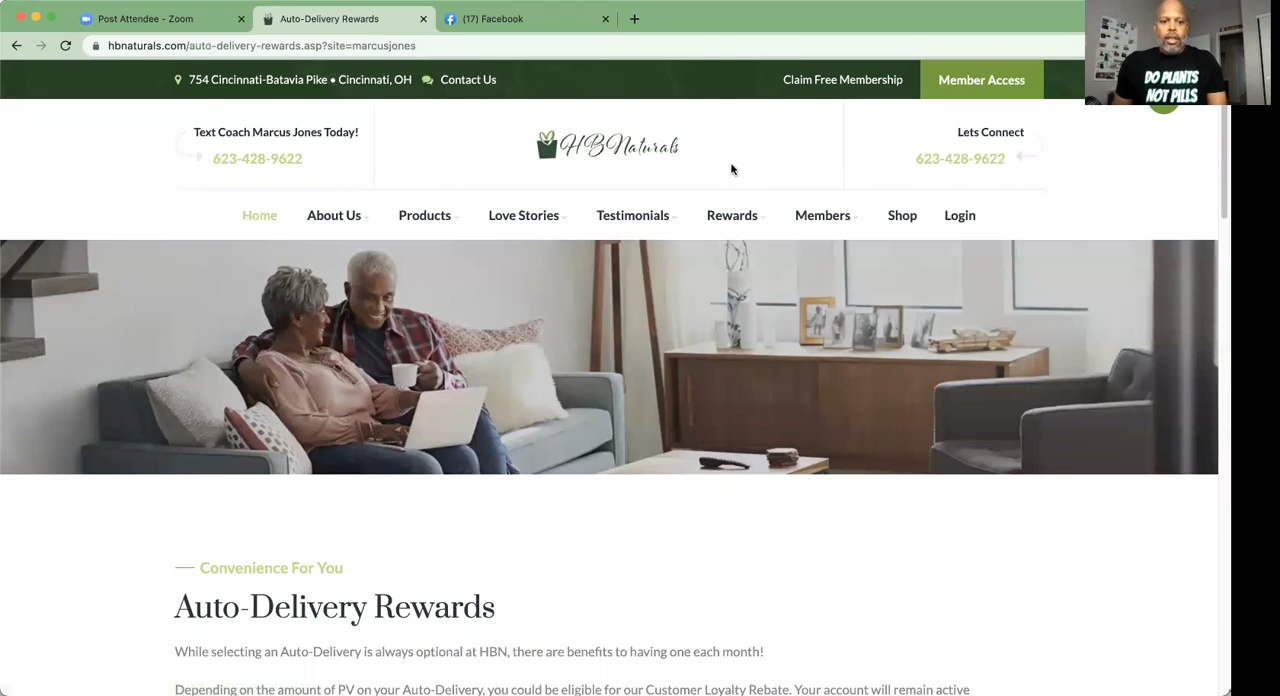 Post Attendee - Zoom
Auto-Delivery Rewards
(17) Facebook
hbnaturals.com/auto-delivery-rewards.asp?site=marcusjones
754 Cincinnati-Batavia Pike • Cincinnati, OH
Contact Us
Claim Free Membership
Member Access
DO PLANTS
NOT PILLS
Text Coach Marcus Jones Today!
623-428-9622
HBNaturals
Lets Connect
623-428-9622
Home
About Us
Products
Love Stories
Testimonials
Rewards
Members
Shop
Login
Convenience For You
Auto-Delivery Rewards
While selecting an Auto-Delivery is always optional at HBN, there are benefits to having one each month!
Depending on the amount of PV on your Auto-Delivery, you could be eligible for our Customer Loyalty Rebate. Your account will remain active